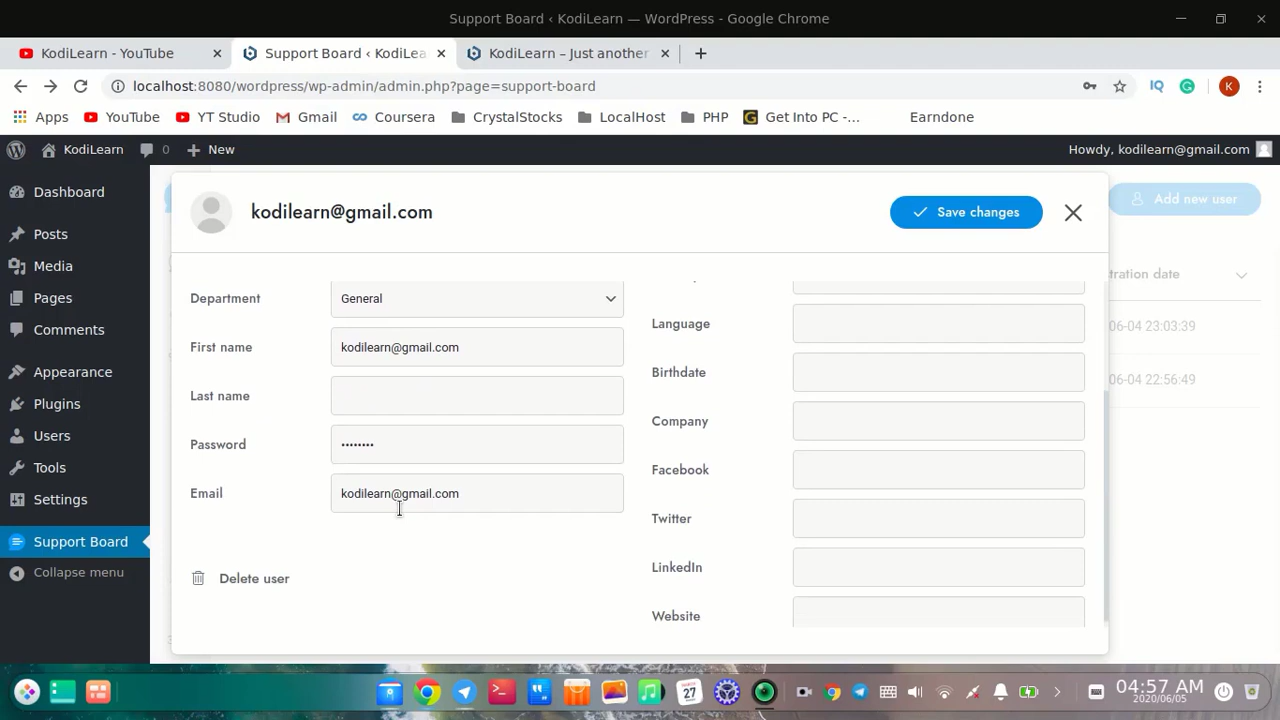 Support Board ‹ KodiLearn — WordPress - Google Chrome
KodiLearn - YouTube
Support Board ‹ KodiLea
KodiLearn – Just another
localhost:8080/wordpress/wp-admin/admin.php?page=support-board
IQ
K
Apps
YouTube
YT Studio
Gmail
Coursera
CrystalStocks
LocalHost
PHP
Get Into PC -...
Earndone
KodiLearn
0
New
Howdy, kodilearn@gmail.com
Dashboard
Posts
Media
Pages
Comments
Appearance
Plugins
Users
Tools
Settings
Support Board
Collapse menu
kodilearn@gmail.com
Save changes
Add new user
tration date
06-04 23:03:39
06-04 22:56:49
Department
General
First name
kodilearn@gmail.com
Last name
Password
••••••••
Email
kodilearn@gmail.com
Delete user
Language
Birthdate
Company
Facebook
Twitter
LinkedIn
Website
27
04:57 AM
2020/06/05